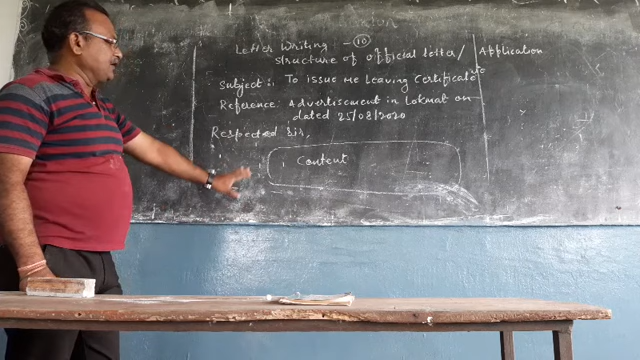 Letter Writing :- 10
Structure of official letter/ Application
Subject:. To issue me Leaving Certificate
Reference: Advertisement in Lokmat on
dated 25/08/2020
Respected Sir,
Content